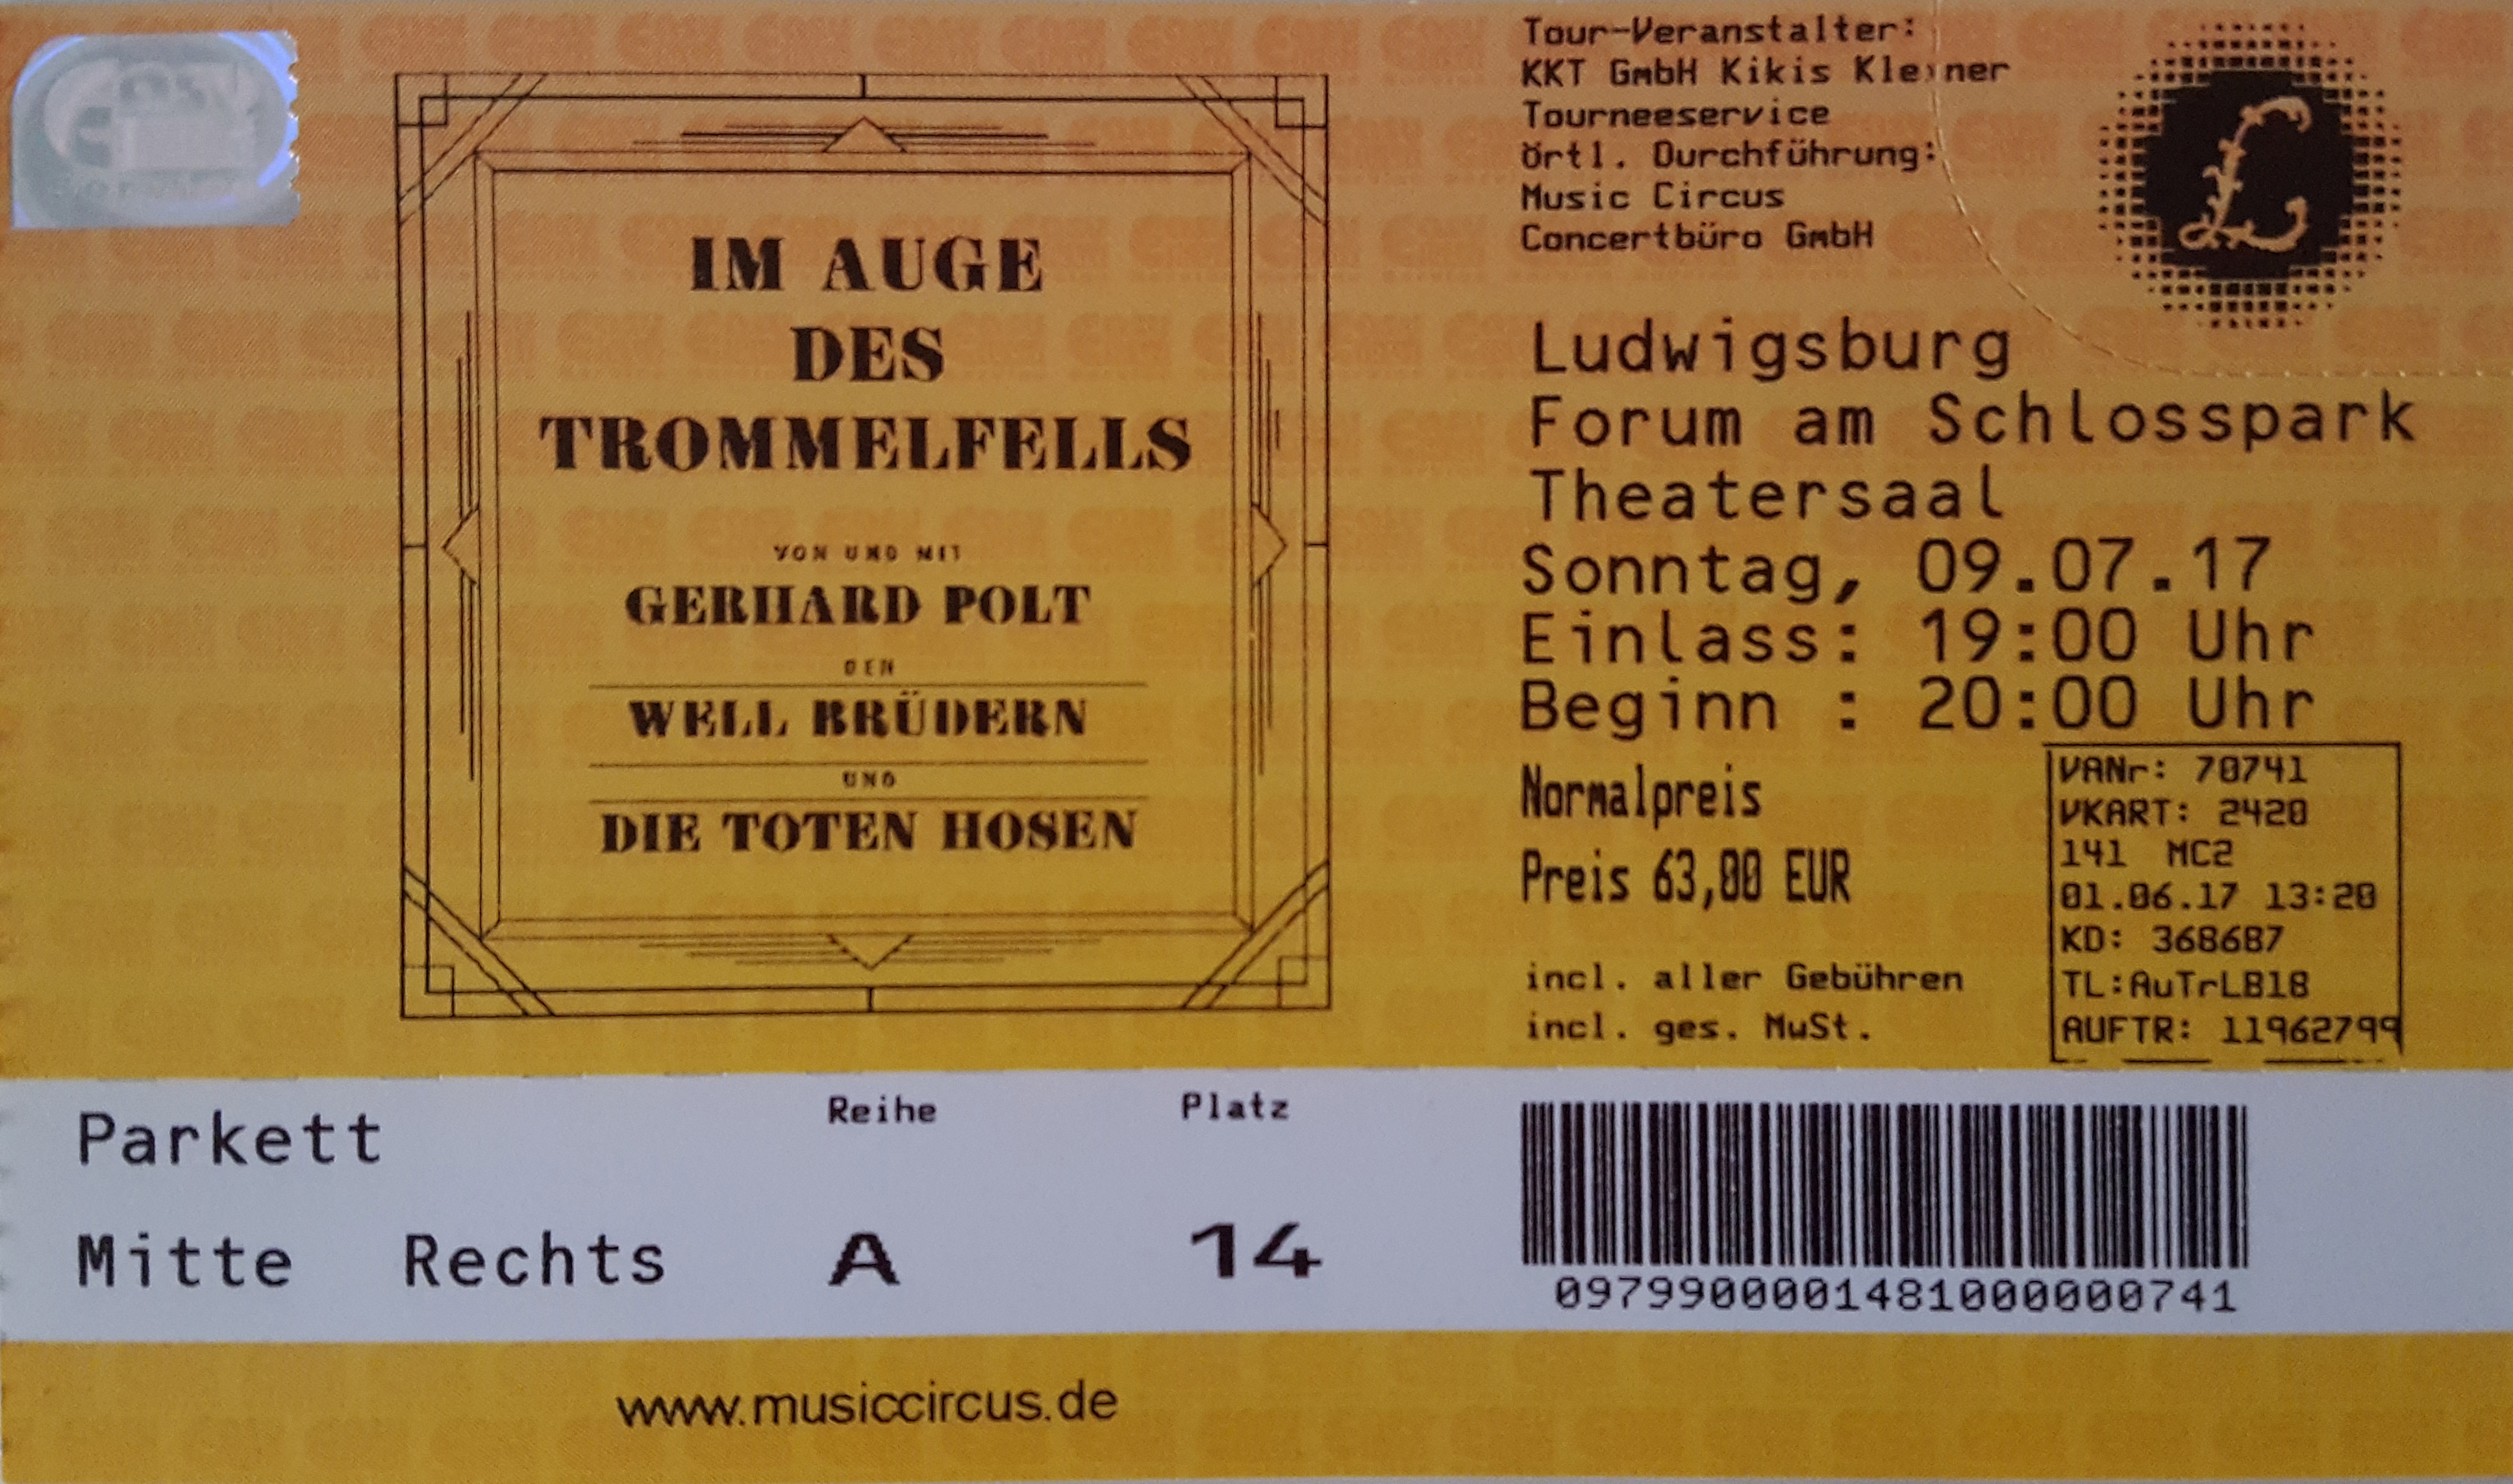 IM AUGE
DES
TROMMELFELLS
VON UND MIT
GERHARD POLT
DEN
WELL BRÜDERN
UND
DIE TOTEN HOSEN
Tour-Veranstalter:
KKT GmbH Kikis Kleiner
Tourneeservice
örtl. Durchführung:
Music Circus
Concertbüro GmbH
L
Ludwigsburg
Forum am Schlosspark
Theatersaal
Sonntag, 09.07.17
Einlass: 19:00 Uhr
Beginn : 20:00 Uhr
Normalpreis
Preis 63,00 EUR
incl. aller Gebühren
incl. ges. MwSt.
VANr: 70741
VKART: 2420
141 MC2
01.06.17 13:20
KD: 368687
TL:AuTrLB18
AUFTR: 11962799
Parkett
Mitte Rechts
Reihe
A
Platz
14
0979900001481000000741
www.musiccircus.de